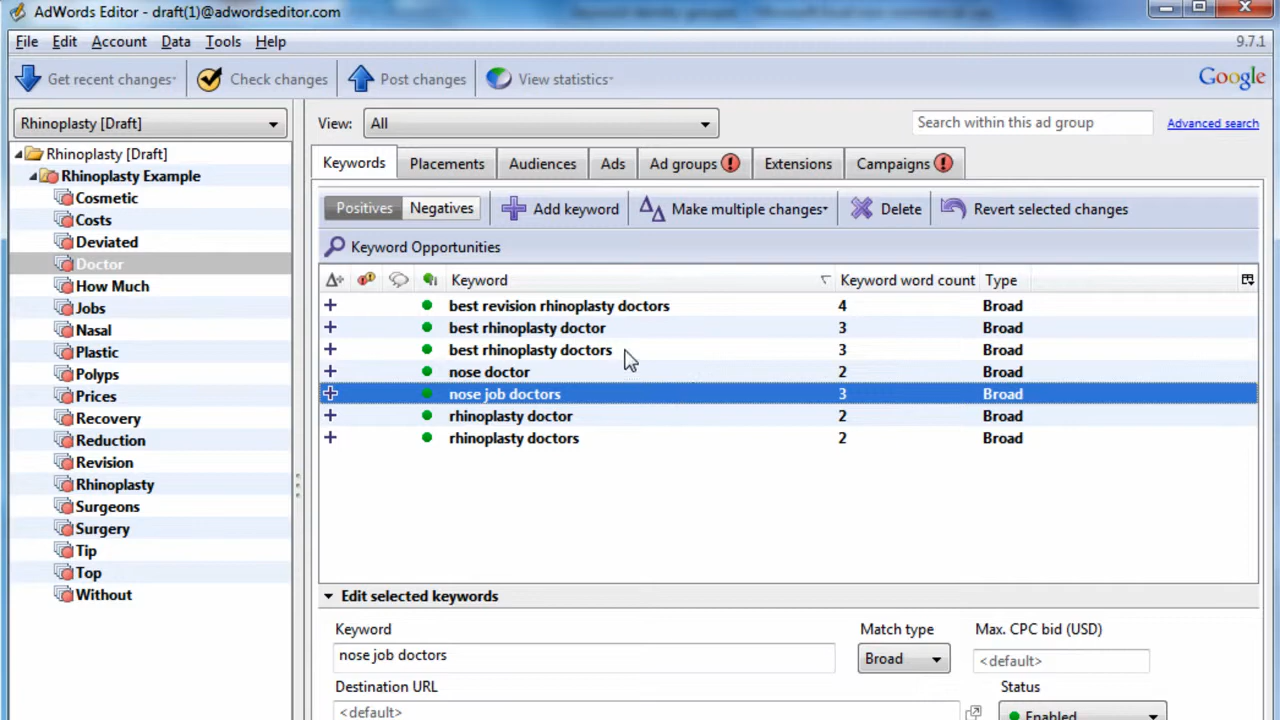 AdWords Editor - draft(1)@adwordseditor.com
File Edit Account Data Tools Help 9.7.1
Get recent changes Check changes Post changes View statistics Google
Rhinoplasty [Draft] View: All Search within this ad group Advanced search
Rhinoplasty [Draft]
Rhinoplasty Example
Cosmetic
Costs
Deviated
Doctor
How Much
Jobs
Nasal
Plastic
Polyps
Prices
Recovery
Reduction
Revision
Rhinoplasty
Surgeons
Surgery
Tip
Top
Without
Keywords Placements Audiences Ads Ad groups Extensions Campaigns
Positives Negatives Add keyword Make multiple changes Delete Revert selected changes
Keyword Opportunities
Keyword Keyword word count Type
best revision rhinoplasty doctors 4 Broad
best rhinoplasty doctor 3 Broad
best rhinoplasty doctors 3 Broad
nose doctor 2 Broad
nose job doctors 3 Broad
rhinoplasty doctor 2 Broad
rhinoplasty doctors 2 Broad
Edit selected keywords
Keyword Match type Max. CPC bid (USD)
nose job doctors Broad <default>
Destination URL Status
<default> Enabled